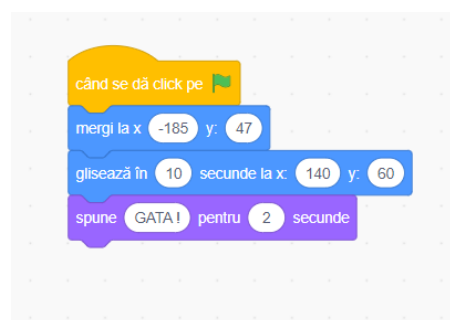 când se dă click pe
mergi la x -185 y: 47
glisează în 10 secunde la x: 140 y: 60
spune GATA ! pentru 2 secunde